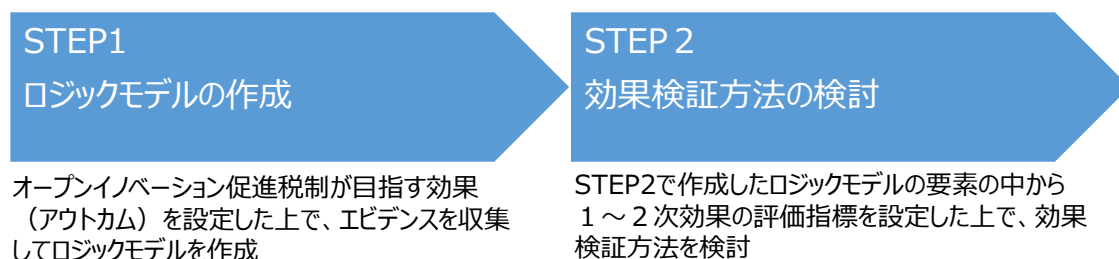 STEP1
ロジックモデルの作成
オープンイノベーション促進税制が目指す効果
（アウトカム）を設定した上で、エビデンスを収集
してロジックモデルを作成
STEP２
効果検証方法の検討
STEP2で作成したロジックモデルの要素の中から
１～２次効果の評価指標を設定した上で、効果
検証方法を検討